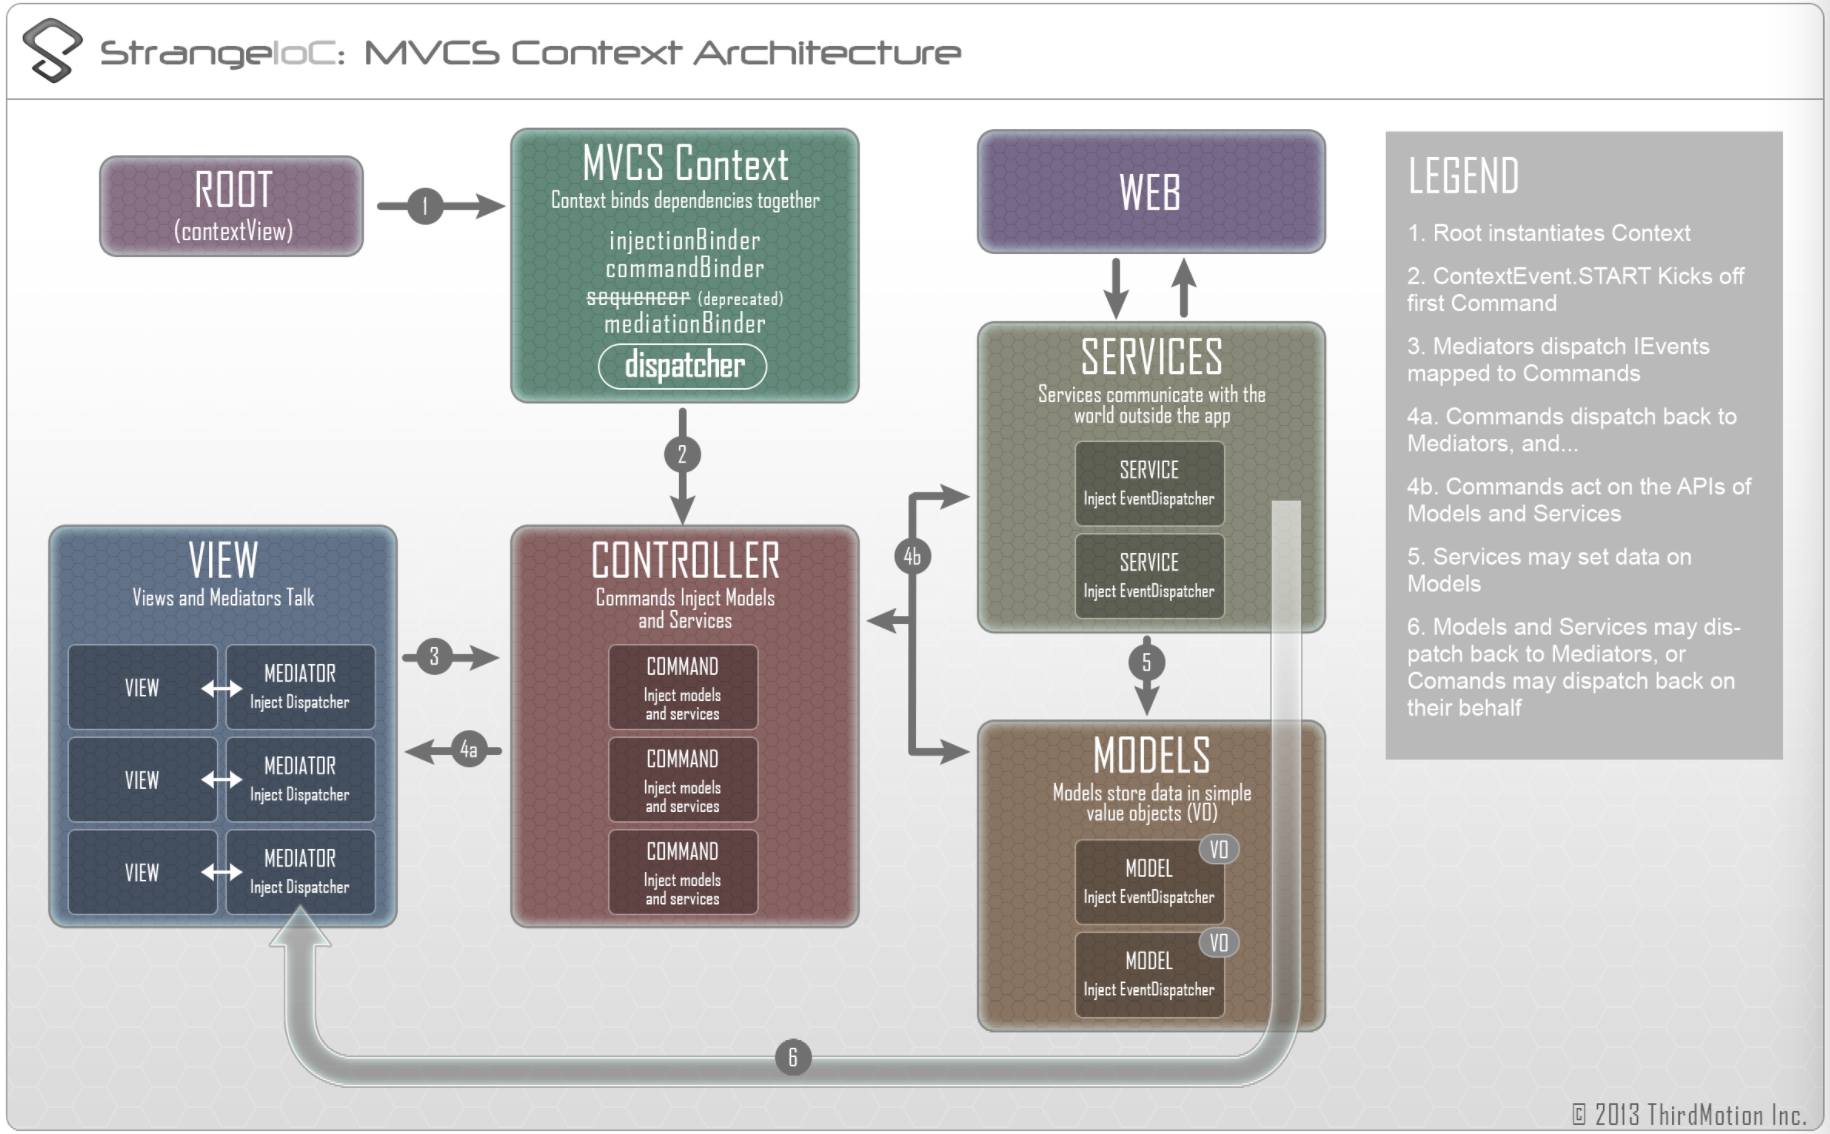 StrangeIoC: MVCS Context Architecture
ROOT
(contextView)
1
MVCS Context
Context binds dependencies together
injectionBinder
commandBinder
sequencer (deprecated)
mediationBinder
dispatcher
2
WEB
SERVICES
Services communicate with the
world outside the app
SERVICE
Inject EventDispatcher
SERVICE
Inject EventDispatcher
VIEW
Views and Mediators Talk
VIEW
MEDIATOR
Inject Dispatcher
VIEW
MEDIATOR
Inject Dispatcher
VIEW
MEDIATOR
Inject Dispatcher
3
4a
CONTROLLER
Commands Inject Models
and Services
COMMAND
Inject models
and services
COMMAND
Inject models
and services
COMMAND
Inject models
and services
4b
5
MODELS
Models store data in simple
value objects (VO)
VO
MODEL
Inject EventDispatcher
VO
MODEL
Inject EventDispatcher
6
LEGEND
1. Root instantiates Context
2. ContextEvent.START Kicks off
first Command
3. Mediators dispatch IEvents
mapped to Commands
4a. Commands dispatch back to
Mediators, and...
4b. Commands act on the APIs of
Models and Services
5. Services may set data on
Models
6. Models and Services may dis-
patch back to Mediators, or
Comands may dispatch back on
their behalf
© 2013 ThirdMotion Inc.